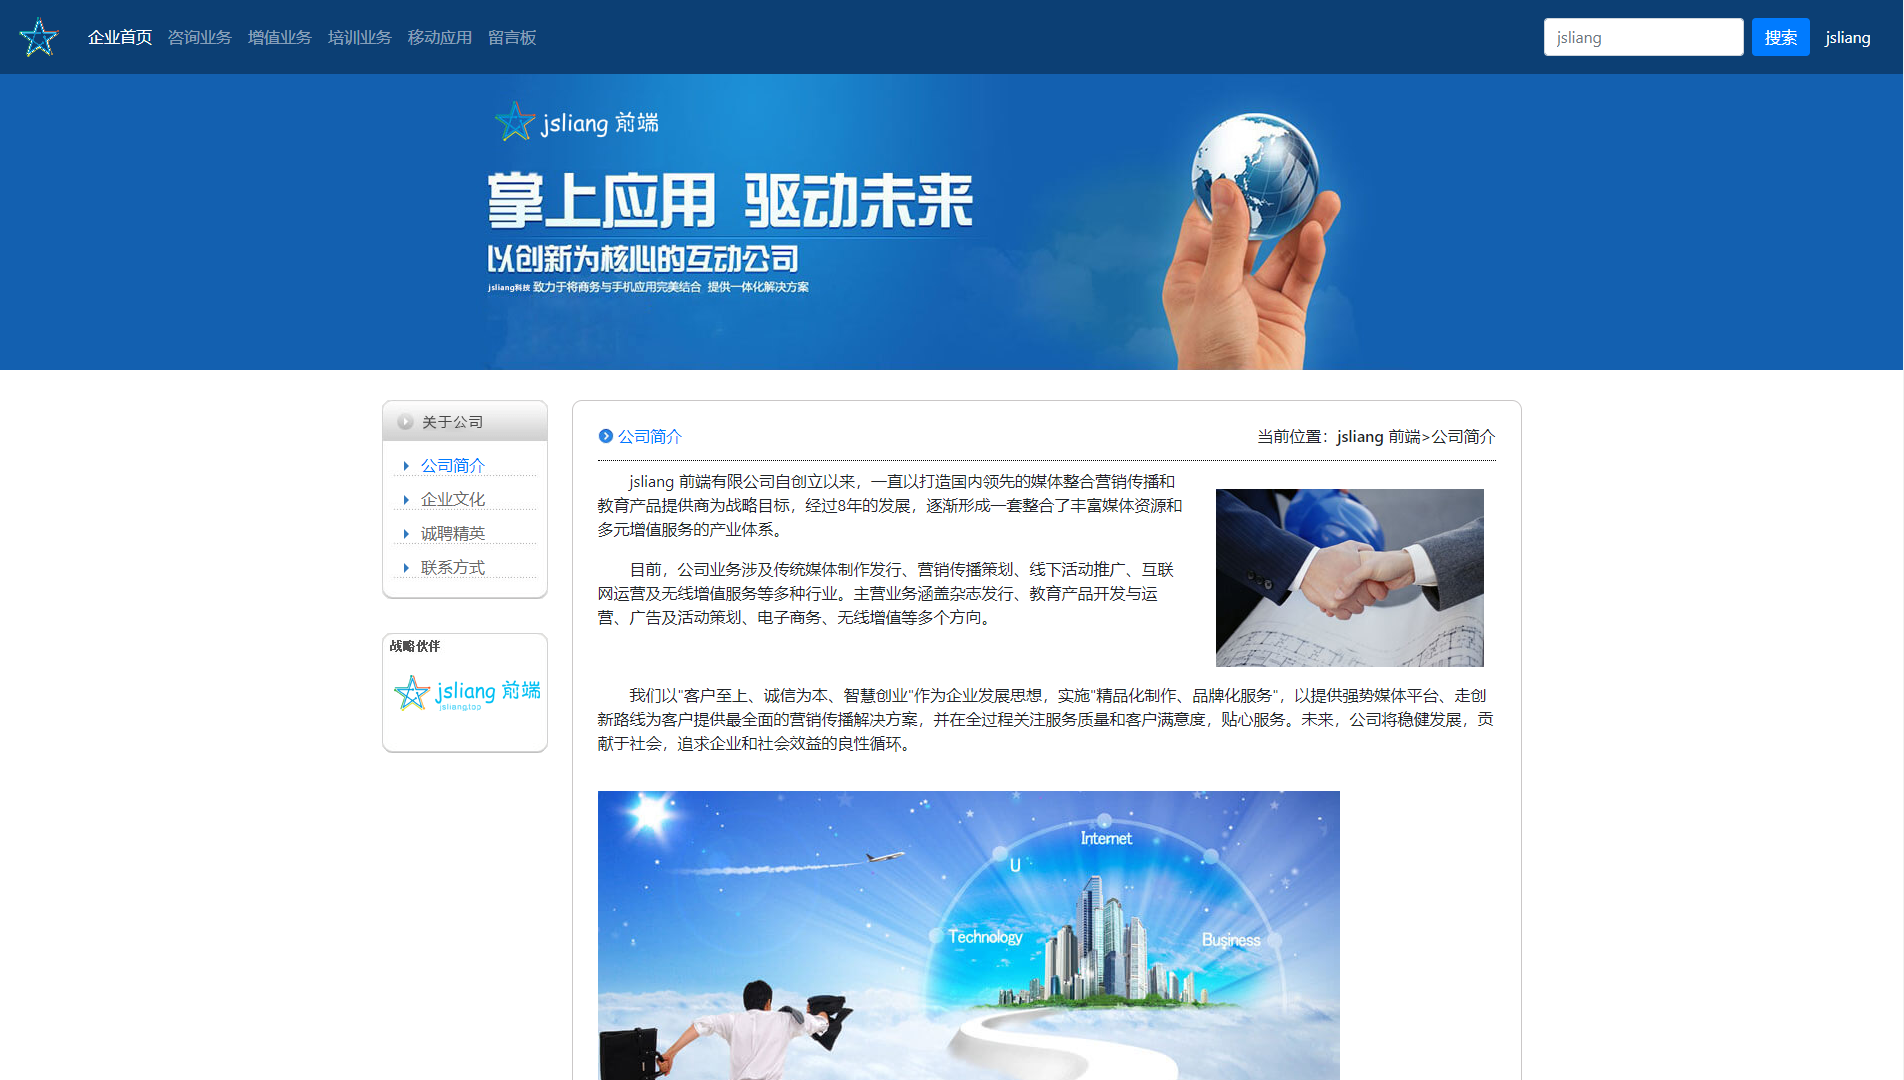 企业首页 咨询业务 增值业务 培训业务 移动应用 留言板 jsliang 搜索 jsliang
jsliang 前端
掌上应用 驱动未来
以创新为核心的互动公司
jsliang科技 致力于将商务与手机应用完美结合 提供一体化解决方案
关于公司
公司简介
企业文化
诚聘精英
联系方式
战略伙伴
jsliang 前端
jsliang.top
公司简介 当前位置：jsliang 前端>公司简介
jsliang 前端有限公司自创立以来，一直以打造国内领先的媒体整合营销传播和
教育产品提供商为战略目标，经过8年的发展，逐渐形成一套整合了丰富媒体资源和
多元增值服务的产业体系。
目前，公司业务涉及传统媒体制作发行、营销传播策划、线下活动推广、互联
网运营及无线增值服务等多种行业。主营业务涵盖杂志发行、教育产品开发与运
营、广告及活动策划、电子商务、无线增值等多个方向。
我们以"客户至上、诚信为本、智慧创业"作为企业发展思想，实施"精品化制作、品牌化服务"，以提供强势媒体平台、走创
新路线为客户提供最全面的营销传播解决方案，并在全过程关注服务质量和客户满意度，贴心服务。未来，公司将稳健发展，贡
献于社会，追求企业和社会效益的良性循环。
Internet
U
Technology
Business